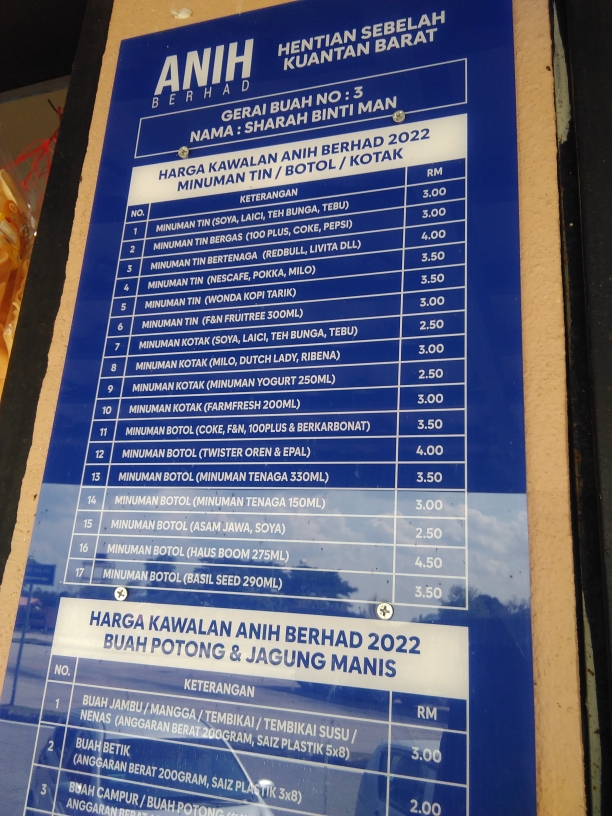 ANIH
BERHAD
HENTIAN SEBELAH
KUANTAN BARAT
GERAI BUAH NO : 3
NAMA : SHARAH BINTI MAN
HARGA KAWALAN ANIH BERHAD 2022
MINUMAN TIN / BOTOL / KOTAK
NO. KETERANGAN RM
1 MINUMAN TIN (SOYA, LAICI, TEH BUNGA, TEBU) 3.00
2 MINUMAN TIN BERGAS (100 PLUS, COKE, PEPSI) 3.00
3 MINUMAN TIN BERTENAGA (REDBULL, LIVITA DLL) 4.00
4 MINUMAN TIN (NESCAFE, POKKA, MILO) 3.50
5 MINUMAN TIN (WONDA KOPI TARIK) 3.50
6 MINUMAN TIN (F&N FRUITREE 300ML) 3.00
7 MINUMAN KOTAK (SOYA, LAICI, TEH BUNGA, TEBU) 2.50
8 MINUMAN KOTAK (MILO, DUTCH LADY, RIBENA) 3.00
9 MINUMAN KOTAK (MINUMAN YOGURT 250ML) 2.50
10 MINUMAN KOTAK (FARMFRESH 200ML) 3.00
11 MINUMAN BOTOL (COKE, F&N, 100PLUS & BERKARBONAT) 3.50
12 MINUMAN BOTOL (TWISTER OREN & EPAL) 4.00
13 MINUMAN BOTOL (MINUMAN TENAGA 330ML) 3.50
14 MINUMAN BOTOL (MINUMAN TENAGA 150ML) 3.00
15 MINUMAN BOTOL (ASAM JAWA, SOYA) 2.50
16 MINUMAN BOTOL (HAUS BOOM 275ML) 4.50
17 MINUMAN BOTOL (BASIL SEED 290ML) 3.50
HARGA KAWALAN ANIH BERHAD 2022
BUAH POTONG & JAGUNG MANIS
NO. KETERANGAN RM
1 BUAH JAMBU / MANGGA / TEMBIKAI / TEMBIKAI SUSU /
NENAS (ANGGARAN BERAT 200GRAM, SAIZ PLASTIK 5x8) 3.00
2 BUAH BETIK
(ANGGARAN BERAT 200GRAM, SAIZ PLASTIK 3x8) 2.00
3 BUAH CAMPUR / BUAH POTONG
ANGGARAN BERAT